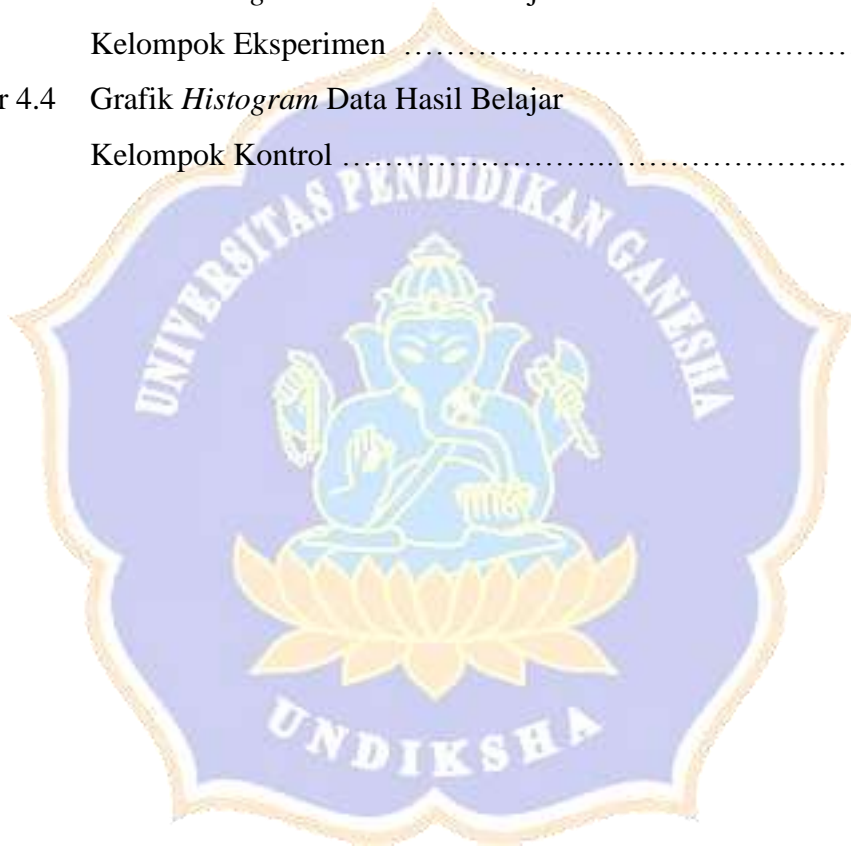 Kelompok Eksperimen ……….……….……………………
r 4.4 Grafik Histogram Data Hasil Belajar
Kelompok Kontrol ……………………….…………………..
UNIVERSITAS PENDIDIKAN GANESHA
UNDIKSHA